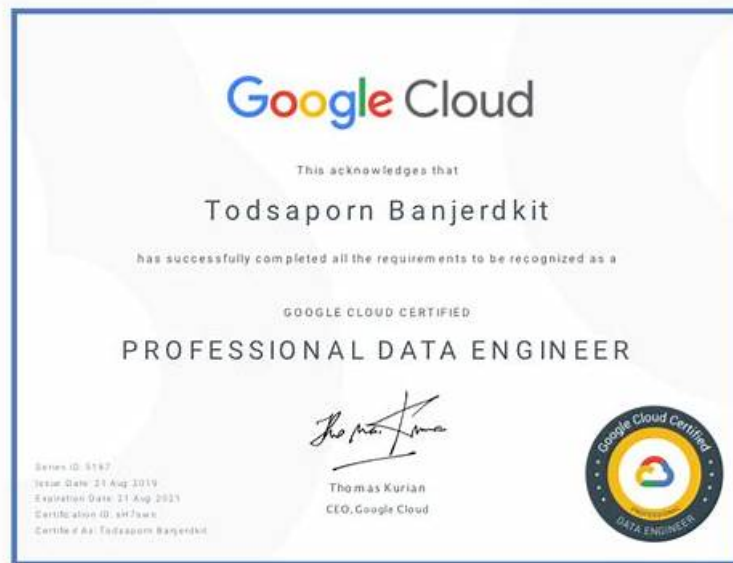 Google Cloud
This acknowledges that
Todsaporn Banjerdkit
has successfully completed all the requirements to be recognized as a
GOOGLE CLOUD CERTIFIED
PROFESSIONAL DATA ENGINEER
Thomas Kurian
CEO, Google Cloud
Series ID: 5197
Issue Date: 21 Aug 2019
Expiration Date: 21 Aug 2021
Certification ID:
Certified As: Todsaporn Banjerdkit
Google Cloud Certified
PROFESSIONAL
DATA ENGINEER